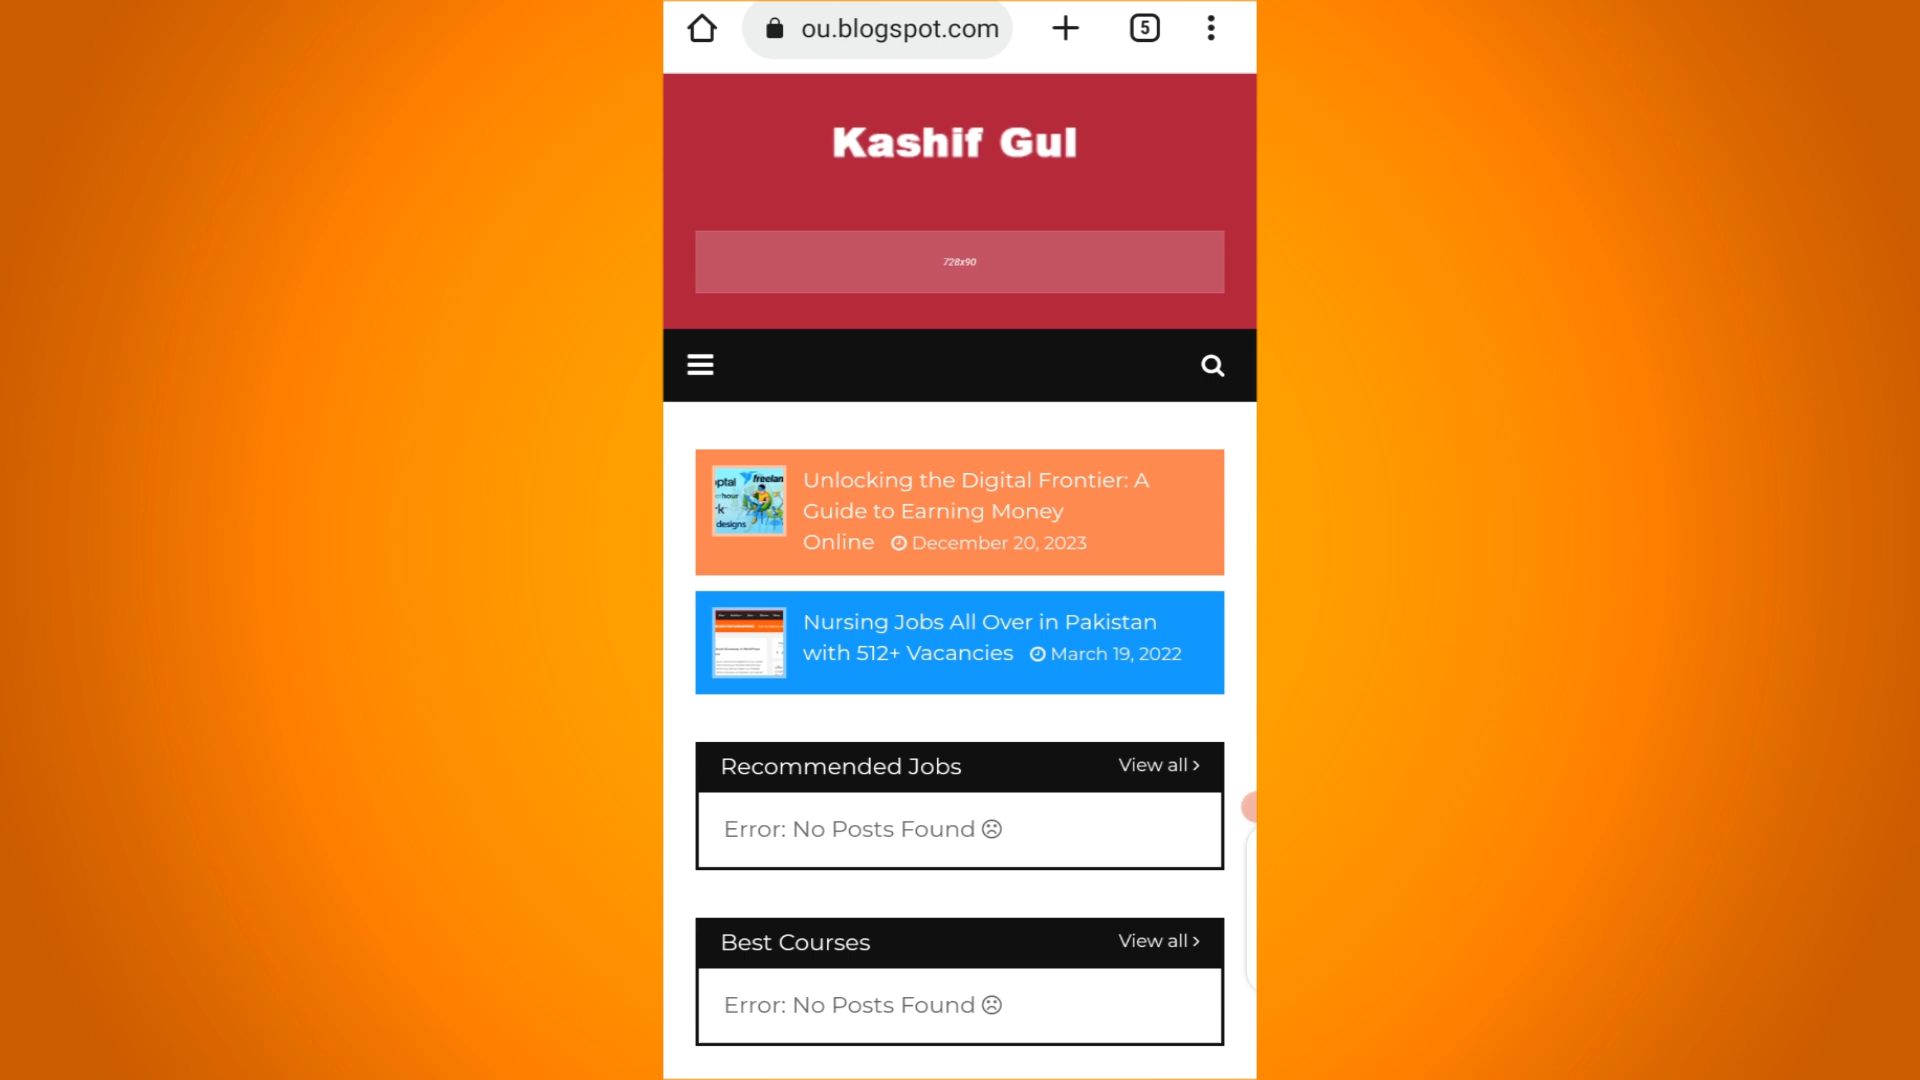 ou.blogspot.com
5
Kashif Gul
728x90
Unlocking the Digital Frontier: A
Guide to Earning Money
Online December 20, 2023
Nursing Jobs All Over in Pakistan
with 512+ Vacancies March 19, 2022
Recommended Jobs View all ›
Error: No Posts Found ☹
Best Courses View all ›
Error: No Posts Found ☹